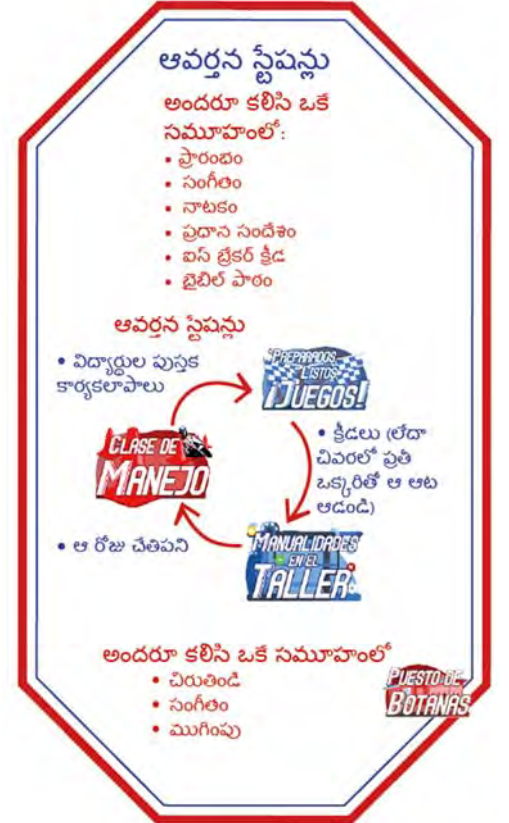 ఆవర్తన స్టేషన్లు
అందరూ కలిసి ఒకే
సమూహంలో:
• ప్రారంభం
• సంగీతం
• నాటకం
• ప్రధాన సందేశం
• ఐస్ బ్రేకర్ క్రీడ
• బైబిల్ పాఠం
ఆవర్తన స్టేషన్లు
• విద్యార్ధుల పుస్తక
కార్యకలాపాలు
¡PREPARADOS,
LISTOS
¡JUEGOS!
• క్రీడలు (లేదా
చివరలో ప్రతీ
ఒక్కరితో ఆ ఆట
ఆడండి)
CLASE DE
MANEJO
• ఆ రోజు చేతిపని
MANUALIDADES
EN EL
TALLER
అందరూ కలిసి ఒకే సమూహంలో
• చిరుతిండి
• సంగీతం
• ముగింపు
PUESTO DE
BOTANAS